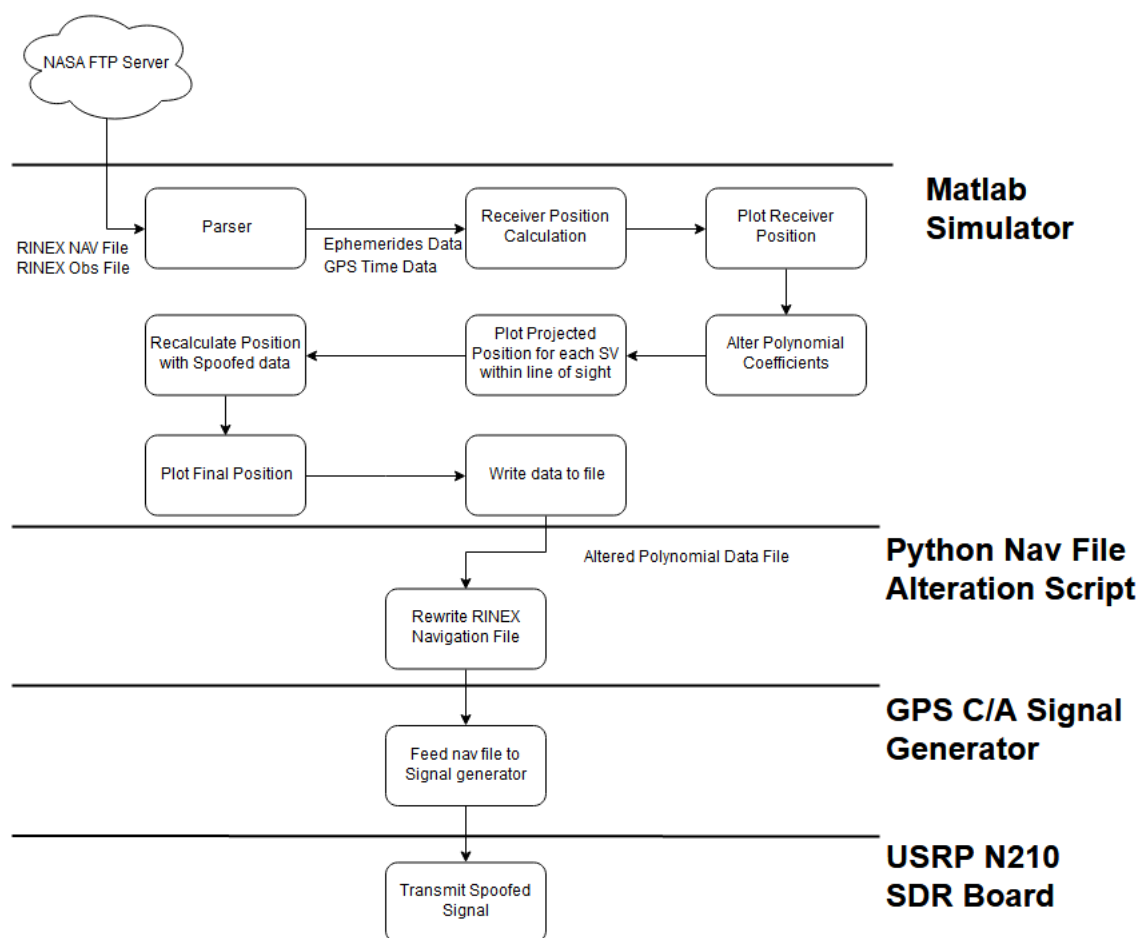 NASA FTP Server
Matlab
Simulator
Parser
Receiver Position
Calculation
Plot Receiver
Position
RINEX NAV File
RINEX Obs File
Ephemerides Data
GPS Time Data
Recalculate Position
with Spoofed data
Plot Projected
Position for each SV
within line of sight
Alter Polynomial
Coefficients
Plot Final Position
Write data to file
Python Nav File
Alteration Script
Altered Polynomial Data File
Rewrite RINEX
Navigation File
GPS C/A Signal
Generator
Feed nav file to
Signal generator
USRP N210
SDR Board
Transmit Spoofed
Signal